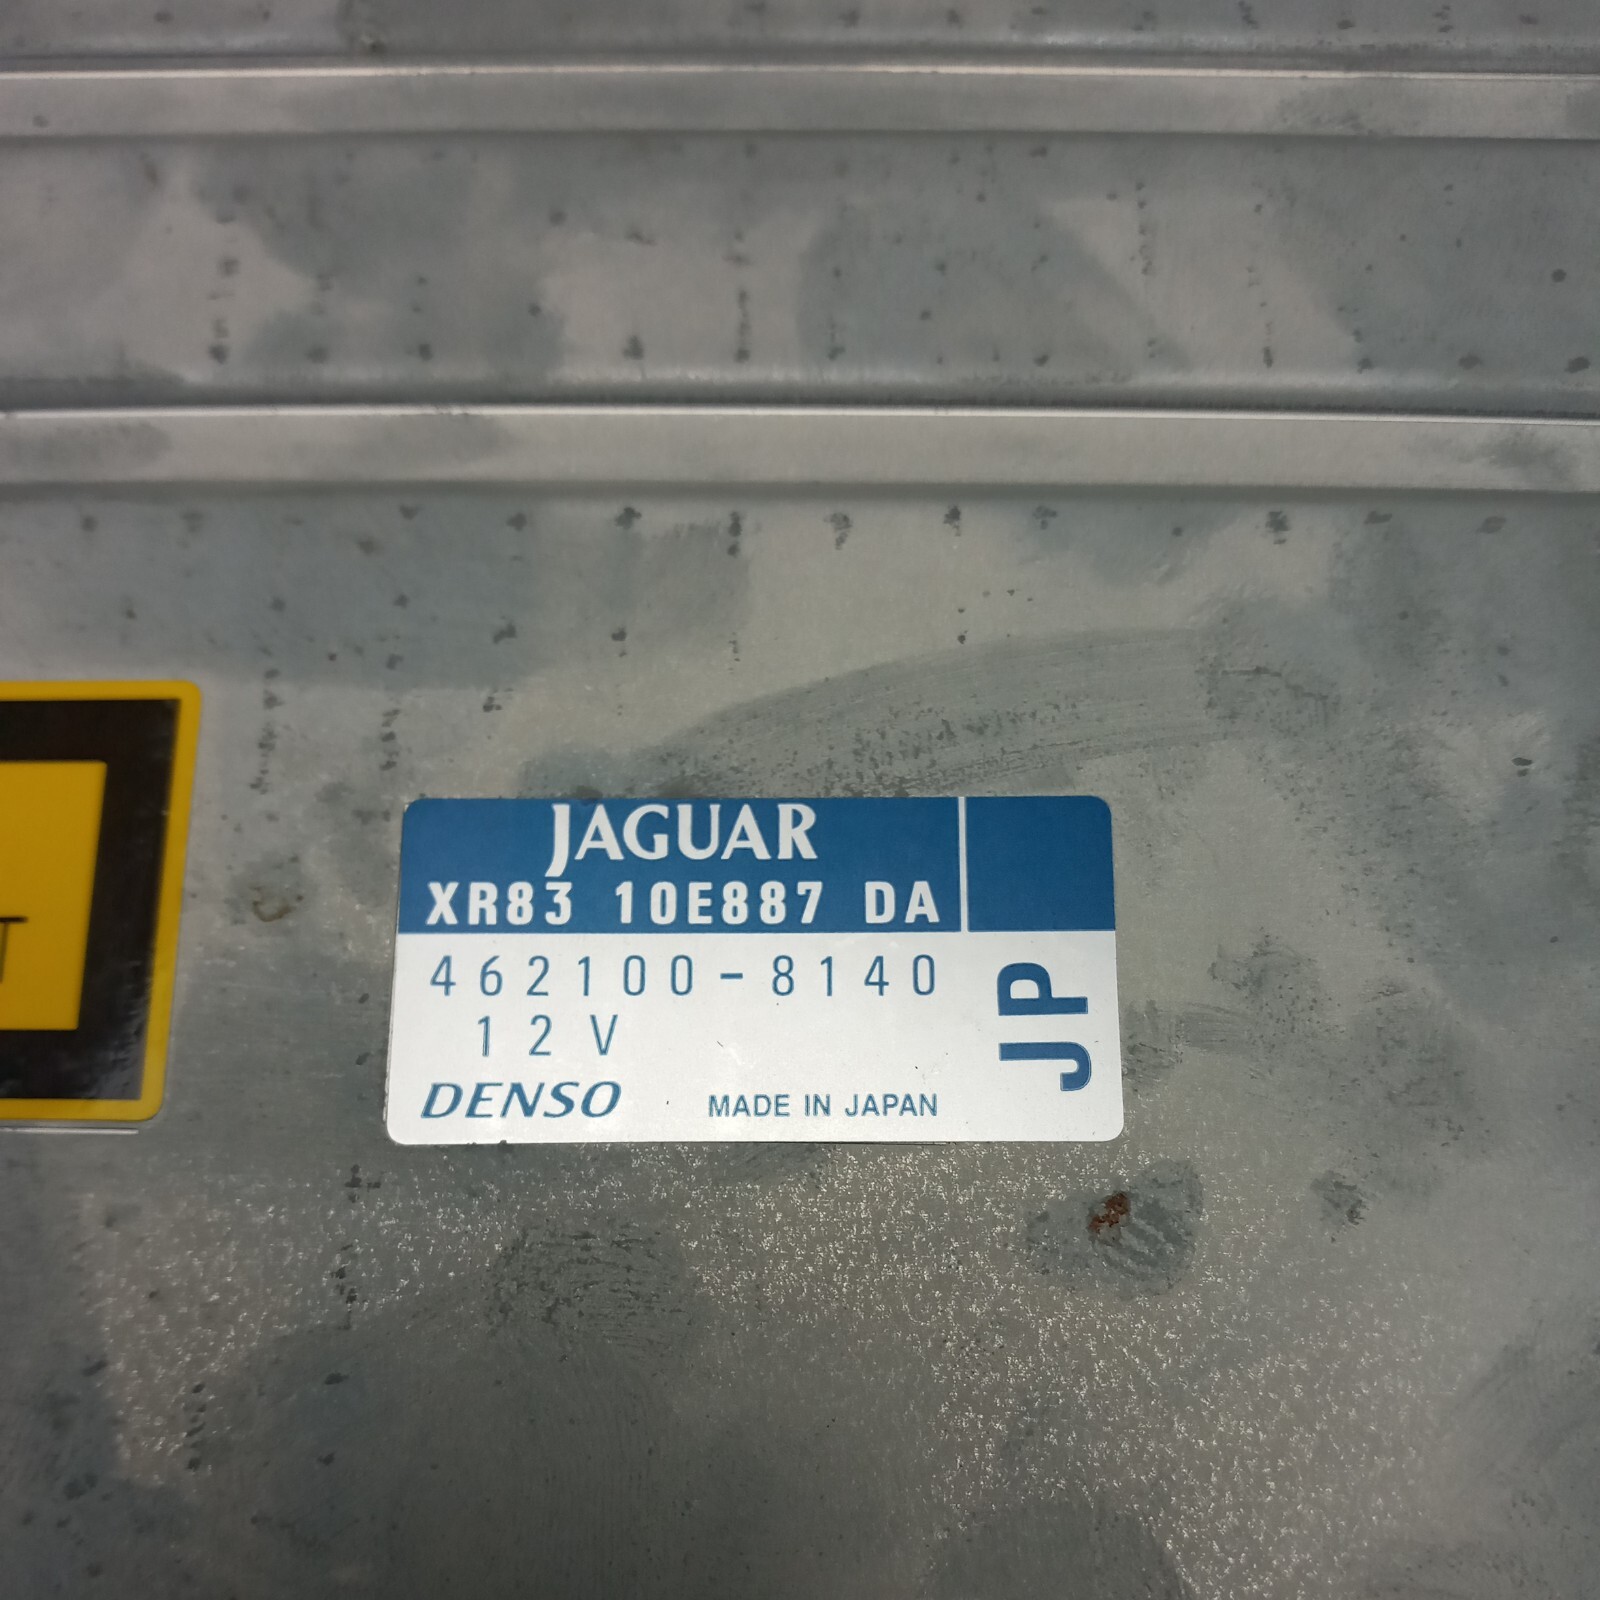 JAGUAR
XR83 10E887 DA
462100-8140
12V
DENSO MADE IN JAPAN
JP
T